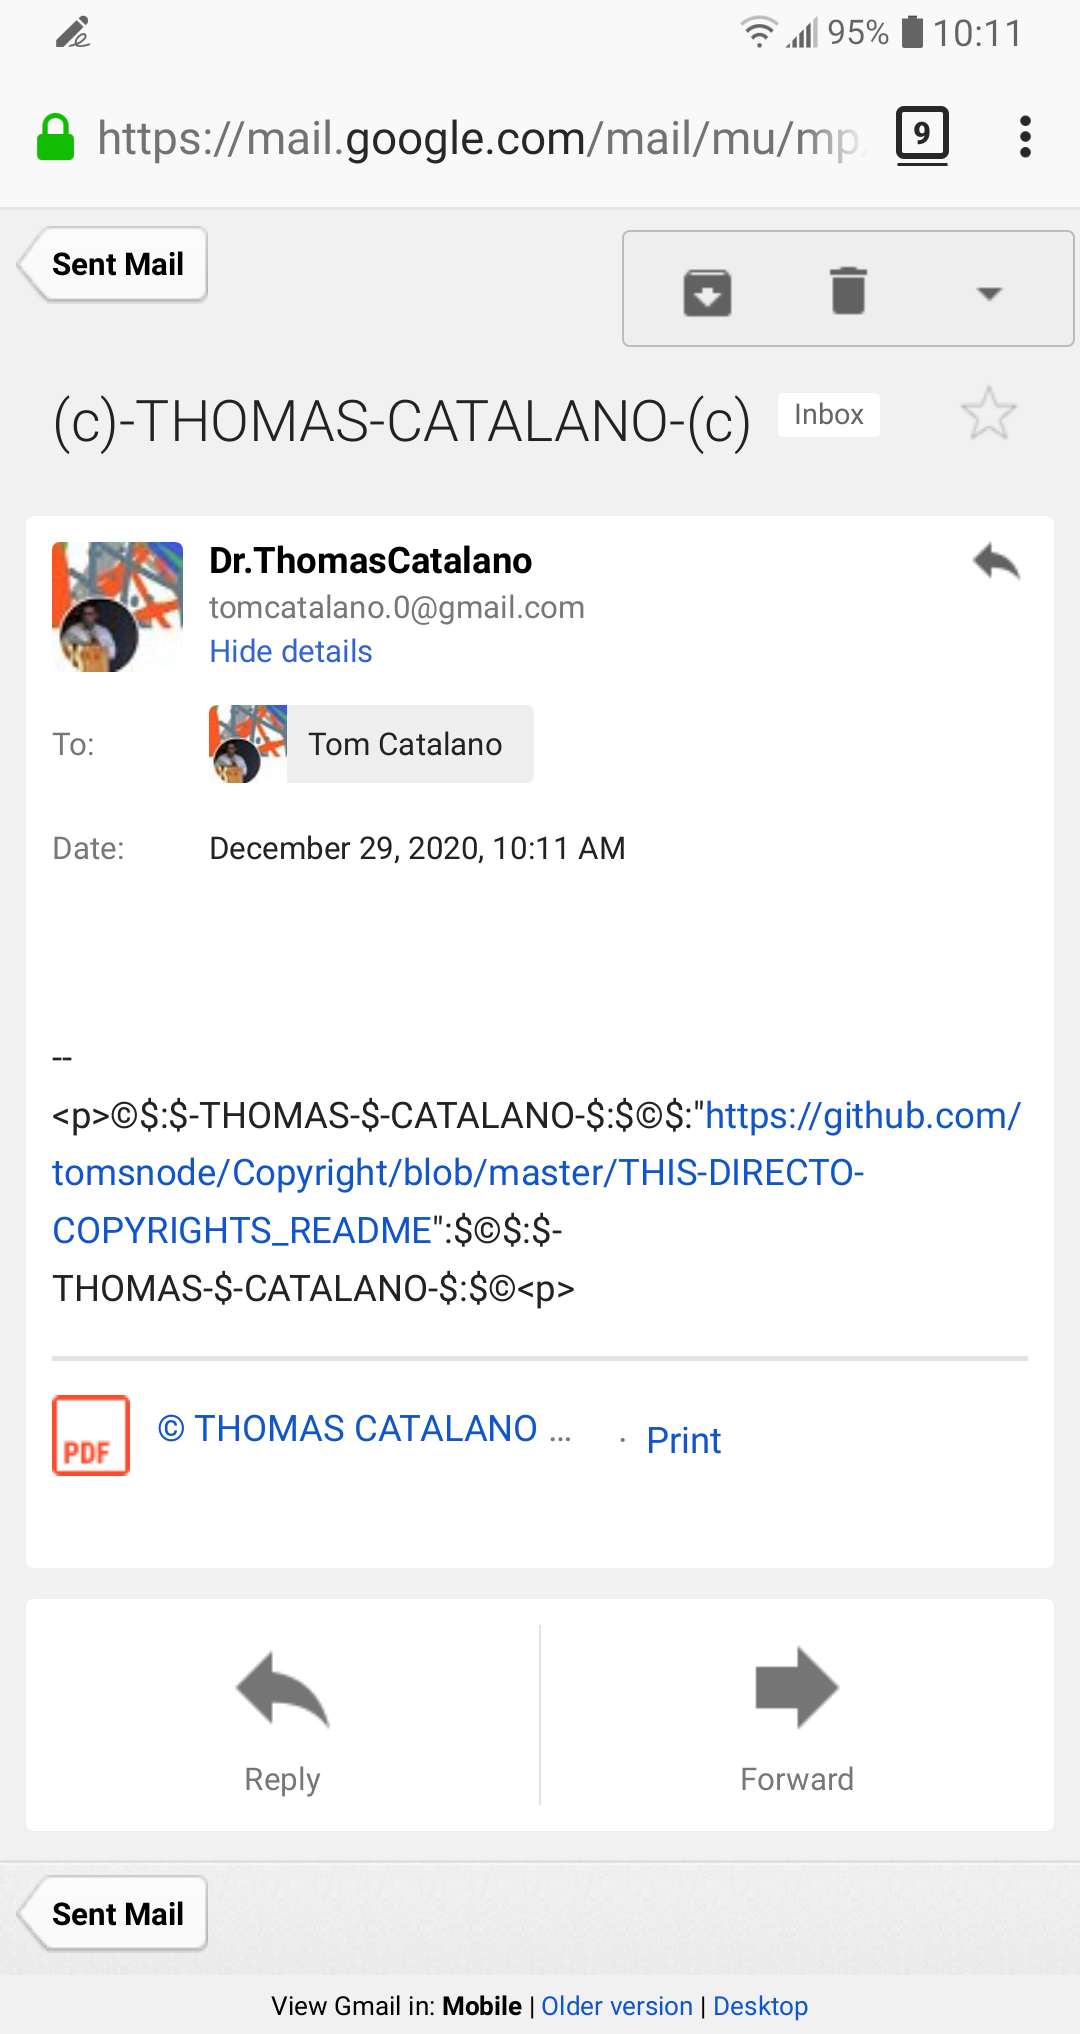 95% 10:11
https://mail.google.com/mail/mu/mp 9
Sent Mail
(c)-THOMAS-CATALANO-(c) Inbox
Dr.ThomasCatalano
tomcatalano.0@gmail.com
Hide details
To: Tom Catalano
Date: December 29, 2020, 10:11 AM
--
<p>©$:$-THOMAS-$-CATALANO-$:$©$:"https://github.com/
tomsnode/Copyright/blob/master/THIS-DIRECTO-
COPYRIGHTS_README":$©$:$-
THOMAS-$-CATALANO-$:$©<p>
PDF © THOMAS CATALANO ... · Print
Reply Forward
Sent Mail
View Gmail in: Mobile | Older version | Desktop